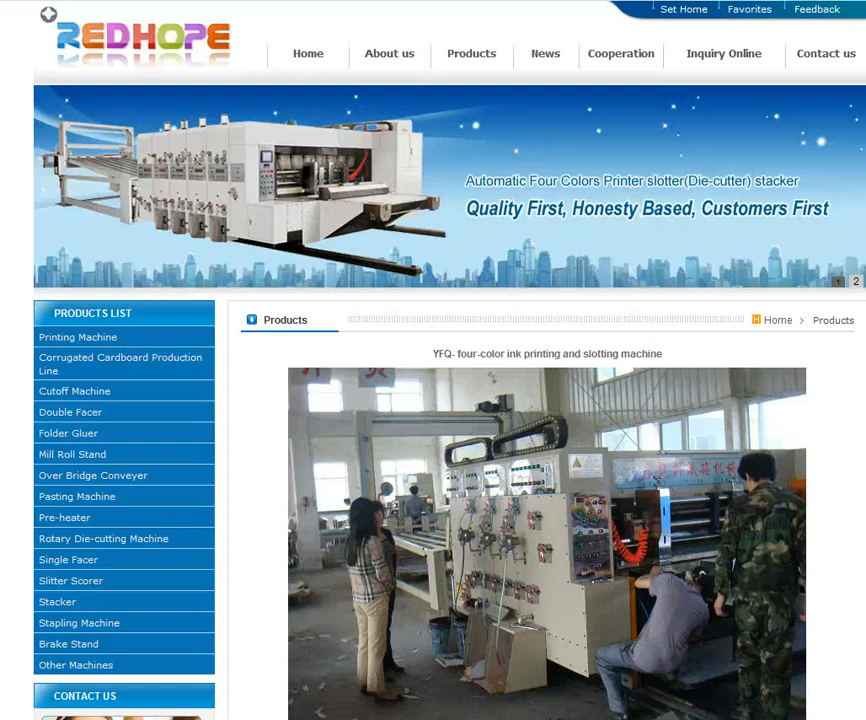 Set Home
Favorites
Feedback
REDHOPE
Home
About us
Products
News
Cooperation
Inquiry Online
Contact us
Automatic Four Colors Printer slotter(Die-cutter) stacker
Quality First, Honesty Based, Customers First
1
2
PRODUCTS LIST
Printing Machine
Corrugated Cardboard Production
Line
Cutoff Machine
Double Facer
Folder Gluer
Mill Roll Stand
Over Bridge Conveyer
Pasting Machine
Pre-heater
Rotary Die-cutting Machine
Single Facer
Slitter Scorer
Stacker
Stapling Machine
Brake Stand
Other Machines
CONTACT US
Products
Home > Products
YFQ- four-color ink printing and slotting machine